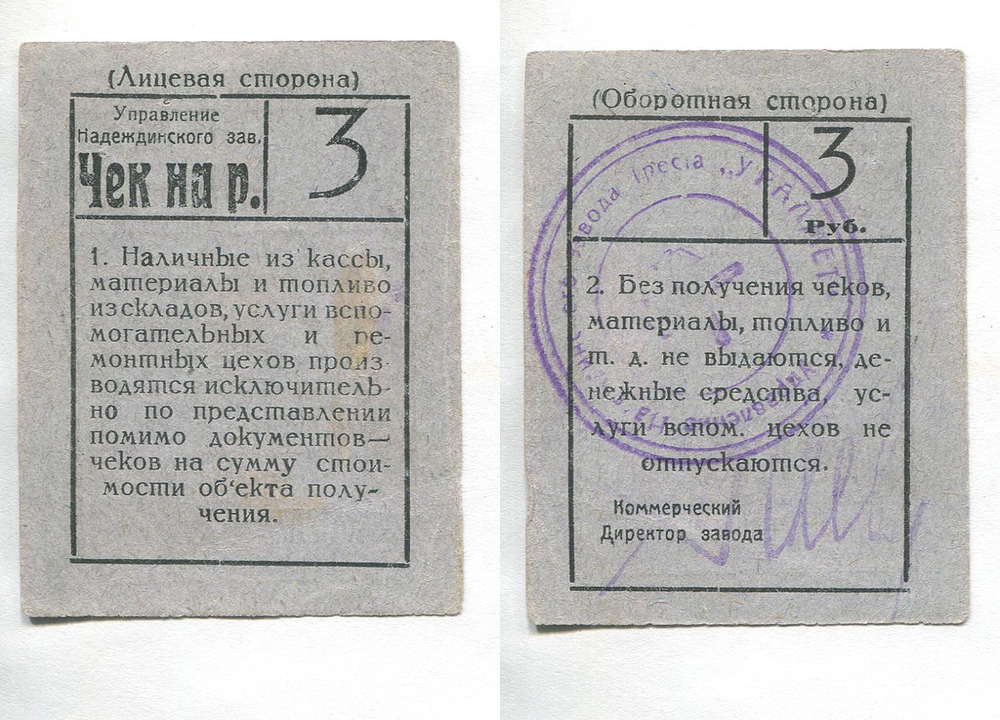 (Лицевая сторона)
Управление
Надеждинского зав.
Чек на р.
3
1. Наличные из кассы,
материалы и топливо
из складов, услуги вспо-
могательных и ре-
монтных цехов произ-
водятся исключитель-
но по представлении
помимо документов—
чеков на сумму стои-
мости об'екта полу-
чения.
(Оборотная сторона)
3
Руб.
2. Без получения чеков,
материалы, топливо и
т. д. не выдаются, де-
нежные средства, ус-
луги вспом. цехов не
отпускаются.
Коммерческий
Директор завода
завода треста „УРАЛМЕТ"